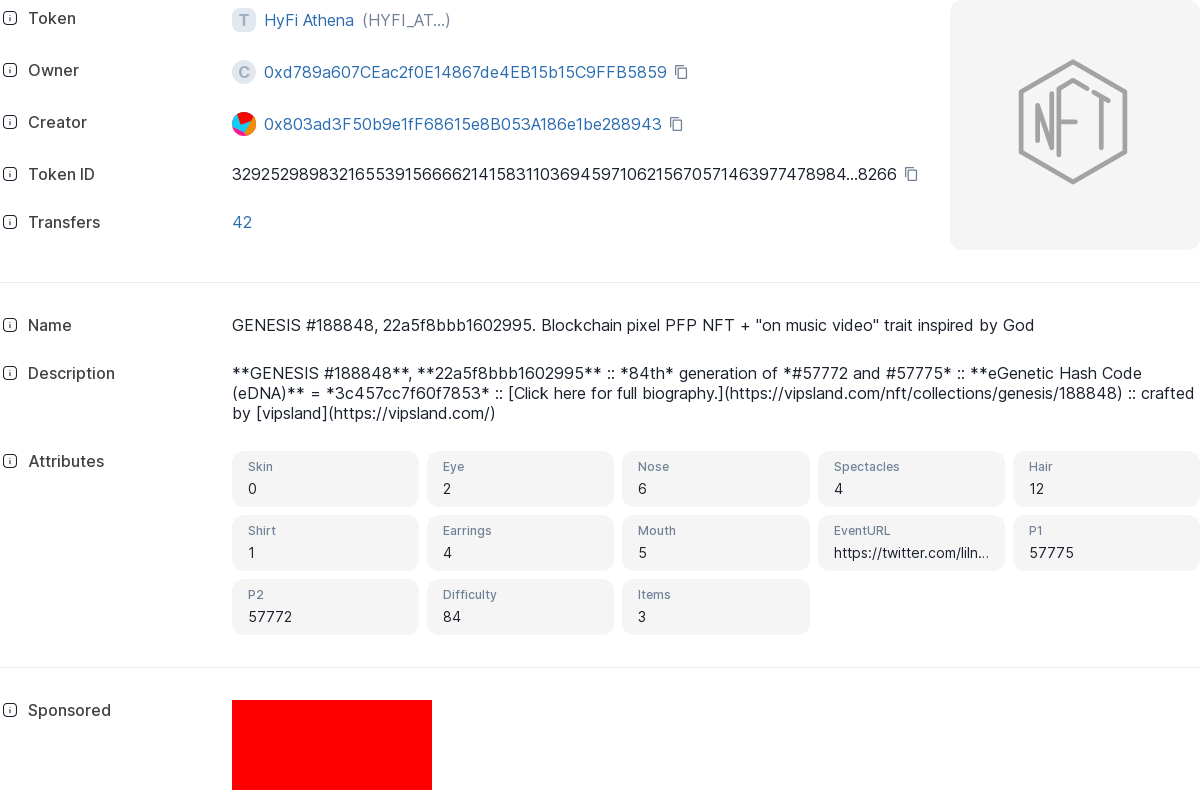 Token
T HyFi Athena (HYFI_AT...)
Owner
C 0xd789a607CEac2f0E14867de4EB15b15C9FFB5859
Creator
0x803ad3F50b9e1fF68615e8B053A186e1be288943
Token ID
32925298983216553915666621415831103694597106215670571463977478984...8266
Transfers
42
NFT
Name
GENESIS #188848, 22a5f8bbb1602995. Blockchain pixel PFP NFT + "on music video" trait inspired by God
Description
**GENESIS #188848**, **22a5f8bbb1602995** :: *84th* generation of *#57772 and #57775* :: **eGenetic Hash Code
(eDNA)** = *3c457cc7f60f7853* :: [Click here for full biography.](https://vipsland.com/nft/collections/genesis/188848) :: crafted
by [vipsland](https://vipsland.com/)
Attributes
Skin
0
Eye
2
Nose
6
Spectacles
4
Hair
12
Shirt
1
Earrings
4
Mouth
5
EventURL
https://twitter.com/liln...
P1
57775
P2
57772
Difficulty
84
Items
3
Sponsored